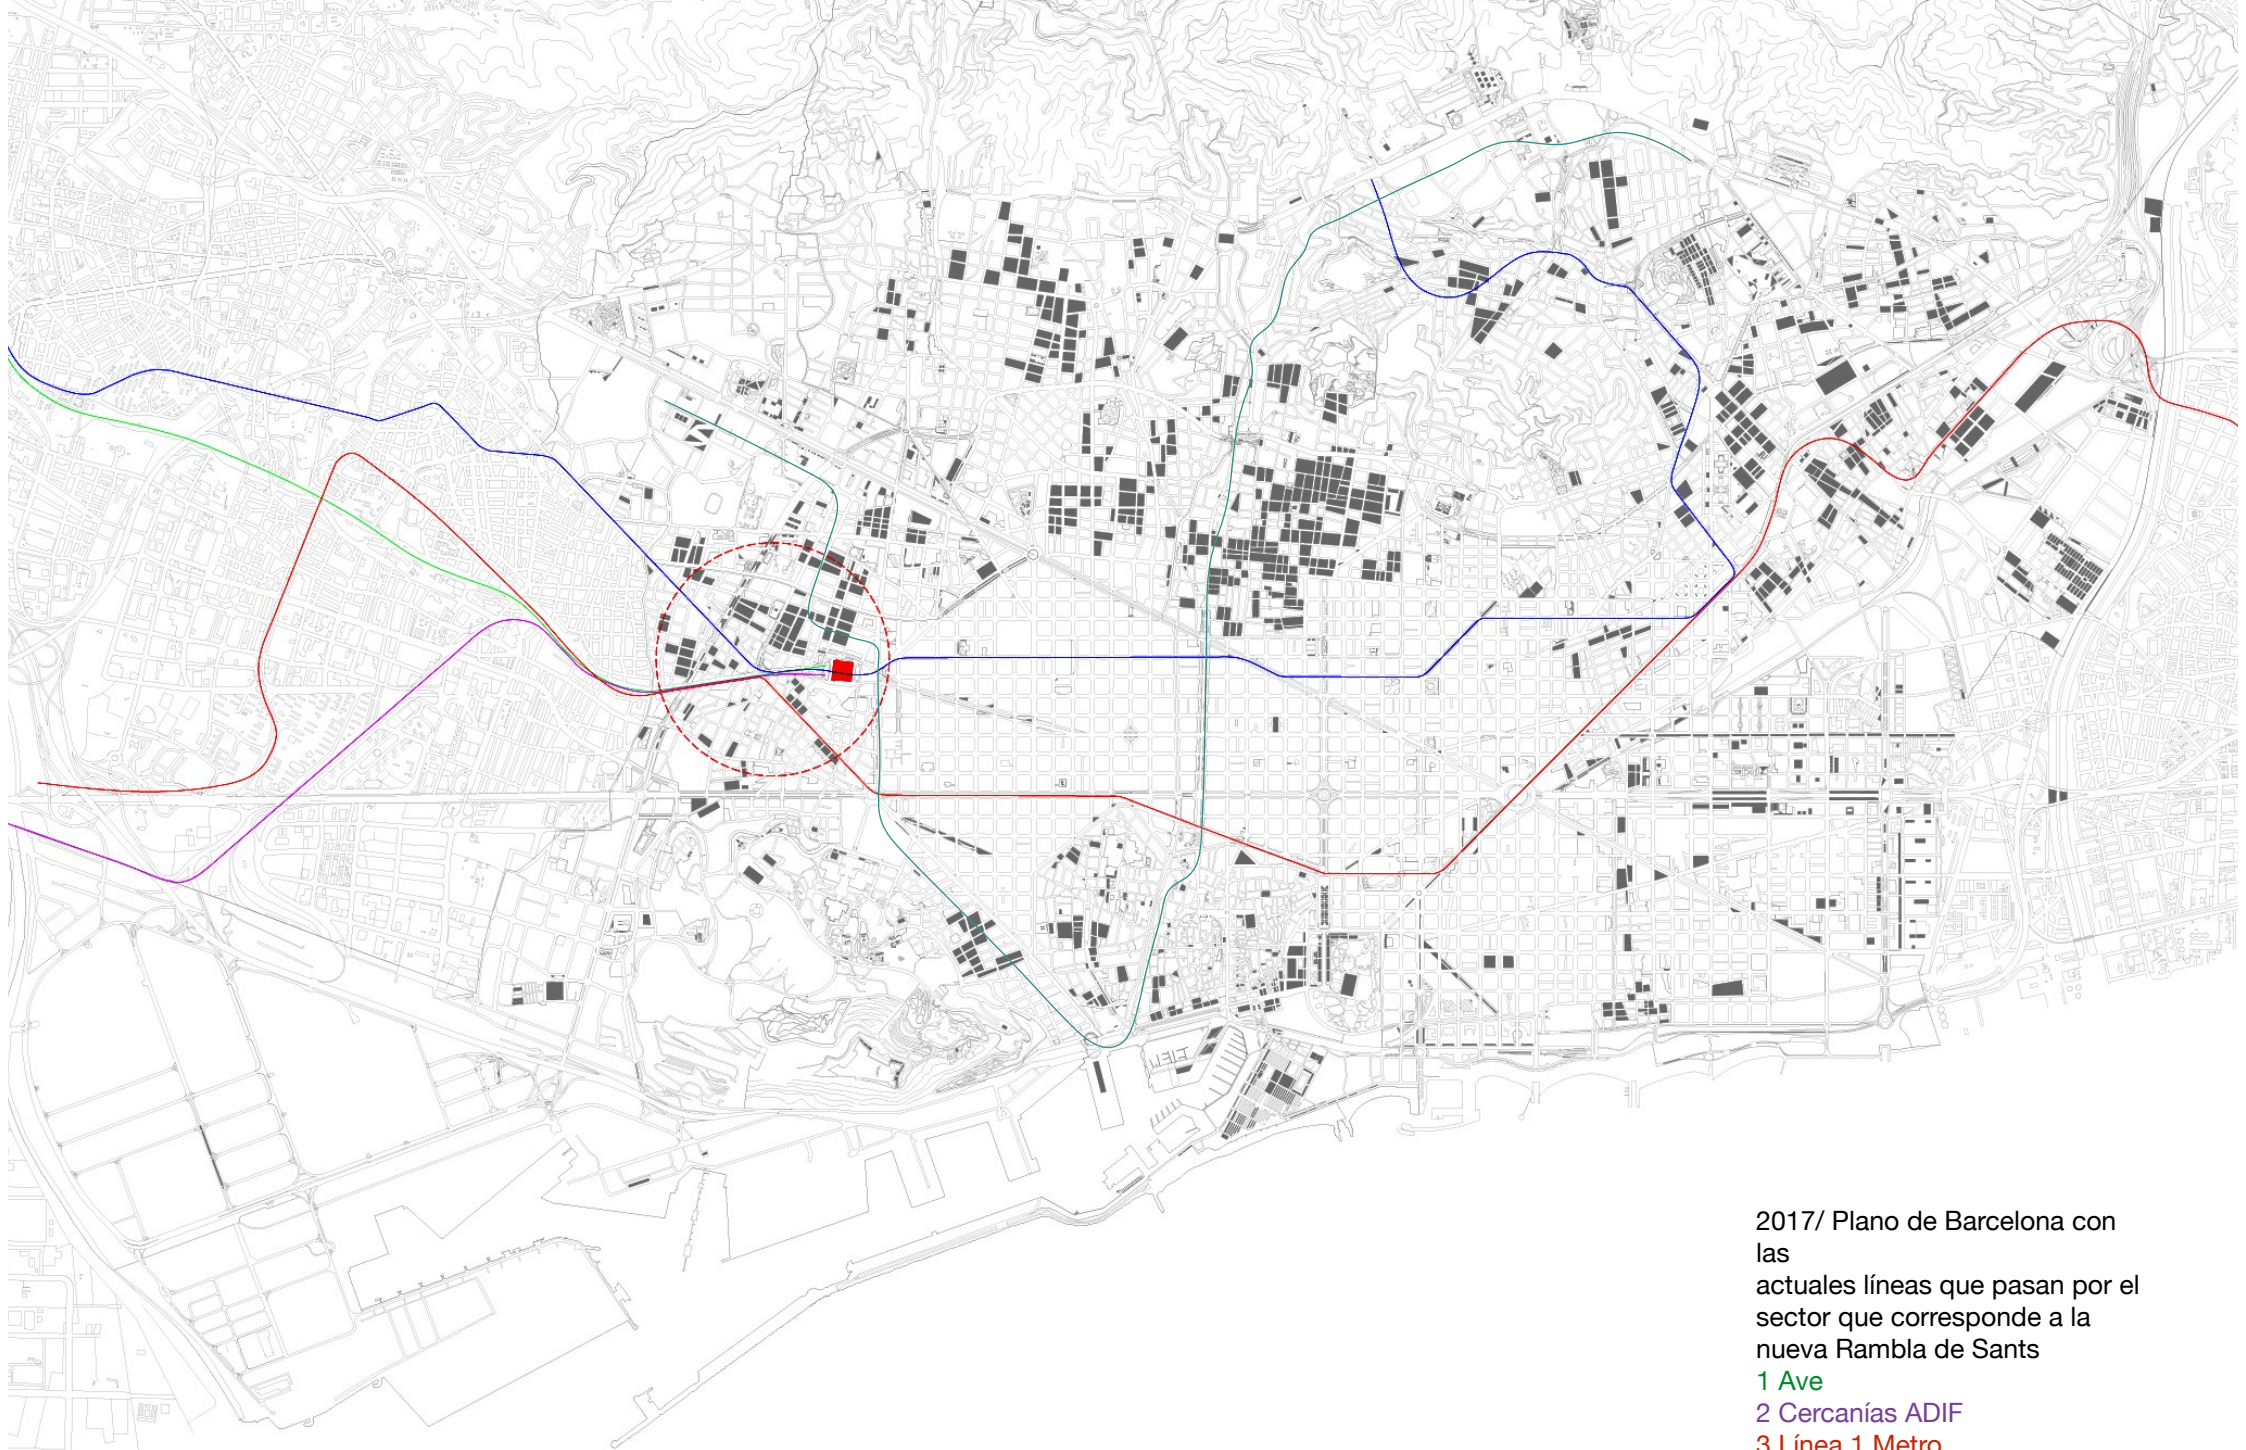 2017/ Plano de Barcelona con
las
actuales líneas que pasan por el
sector que corresponde a la
nueva Rambla de Sants
1 Ave
2 Cercanías ADIF
3 Línea 1 Metro